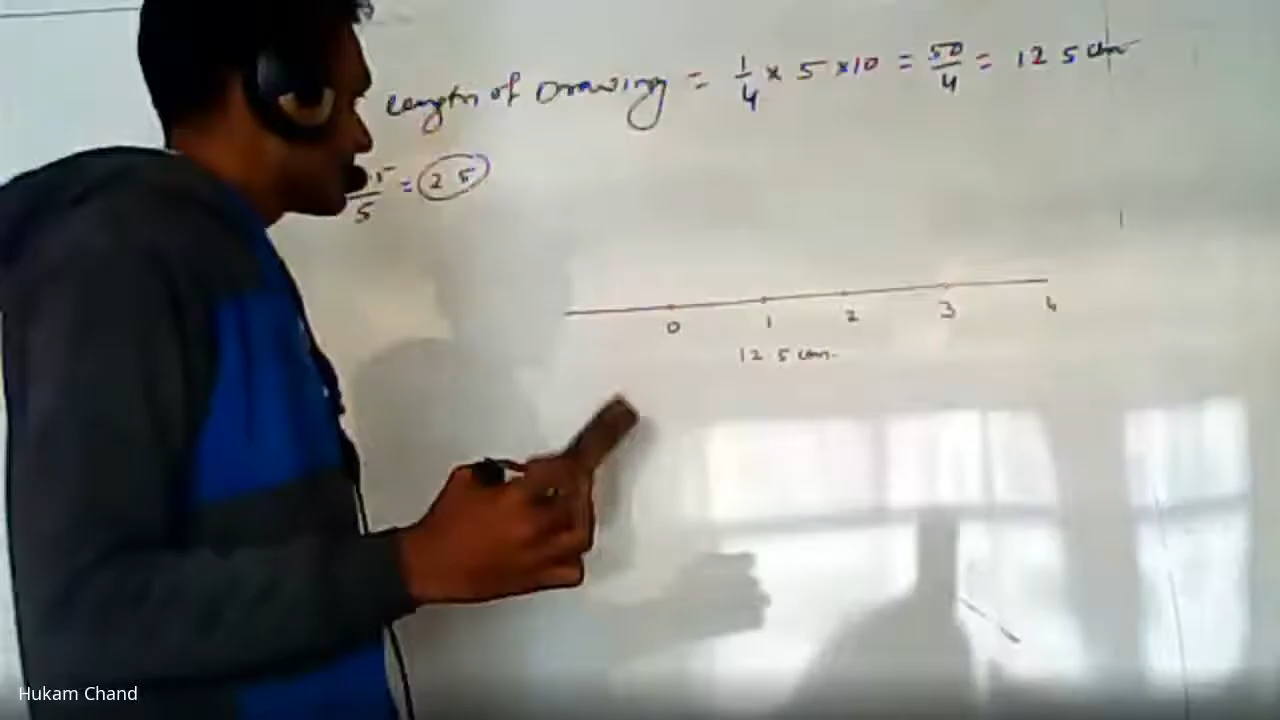 Length of Drawing = 1/4 × 5 × 10 = 50/4 = 12.5 cm
/5 = 2.5
0 1 2 3 4
12.5 cm.
Hukam Chand